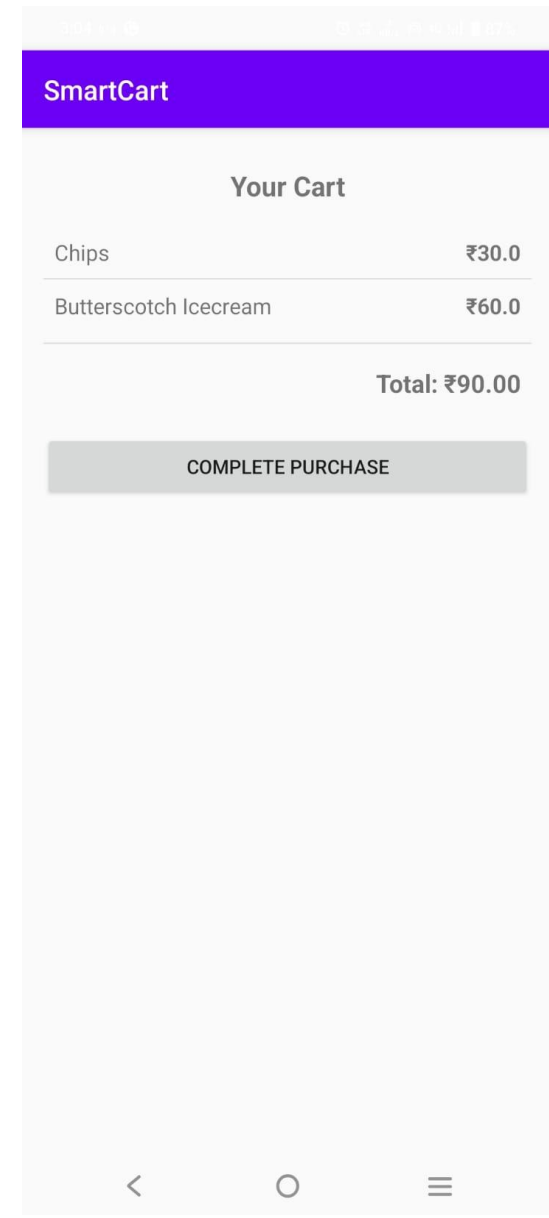 SmartCart
Your Cart
Chips ₹30.0
Butterscotch Icecream ₹60.0
Total: ₹90.00
COMPLETE PURCHASE